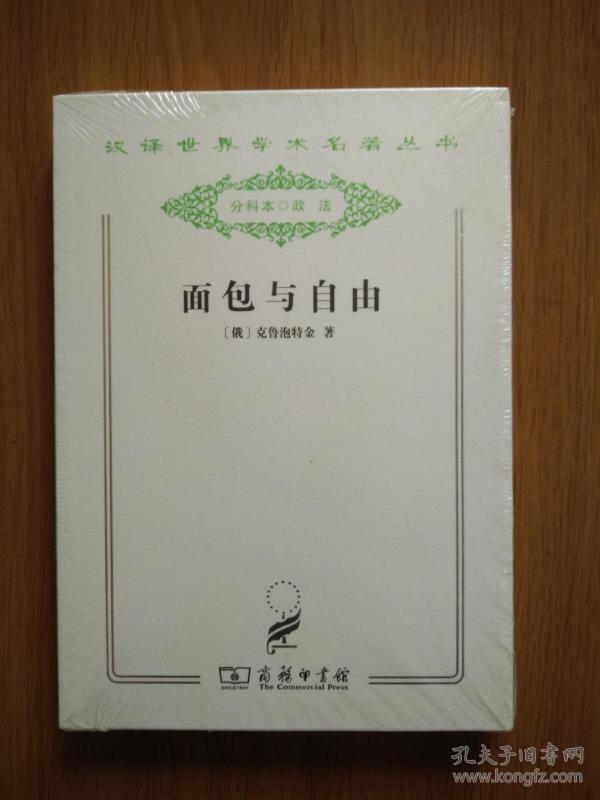 汉译世界学术名著丛书
分科本○政 法
面包与自由
〔俄〕克鲁泡特金 著
SINCE 1897
商務印書館
The Commercial Press
孔夫子旧书网
www.kongfz.com